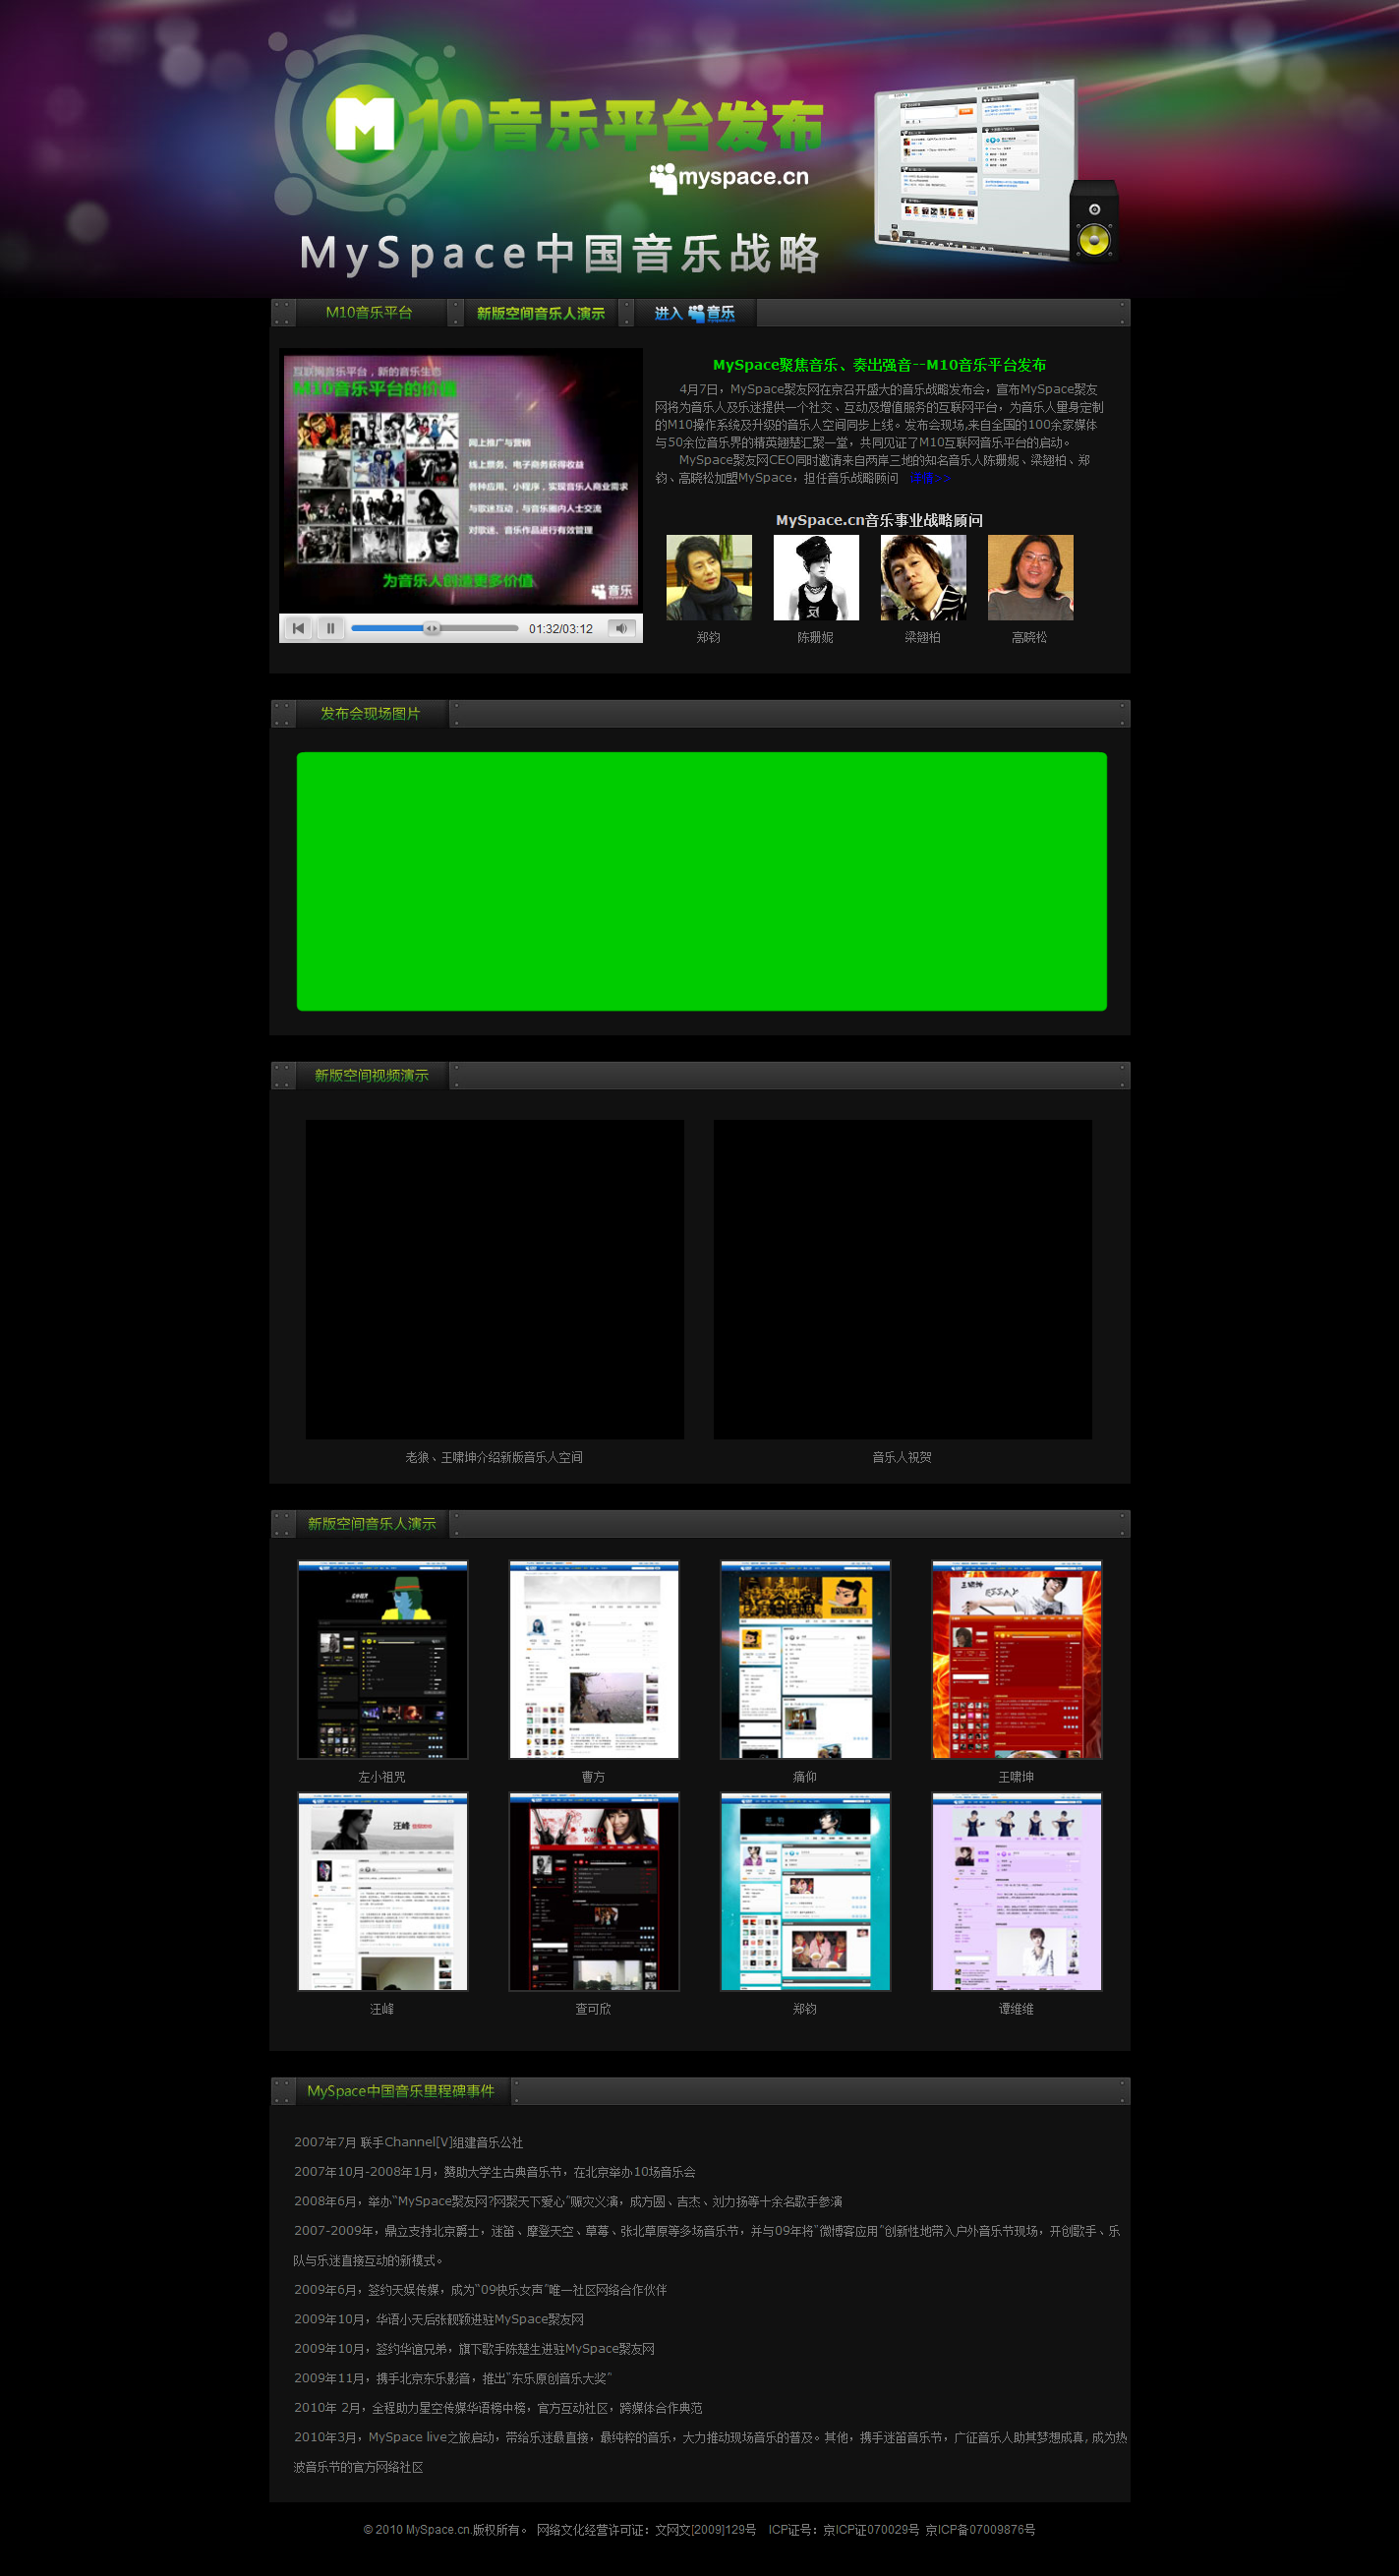 M10音乐平台发布
myspace.cn
MySpace中国音乐战略
M10音乐平台
新版空间音乐人演示
进入 音乐
互联网音乐平台，新的音乐生态
M10音乐平台的价值
网上推广与营销
线上票务、电子商务获得收益
各种应用、小程序，实现音乐人商业需求
与歌迷互动，与音乐圈内人士交流
对歌迷、音乐作品进行有效管理
为音乐人创造更多价值
音乐
01:32/03:12
MySpace聚焦音乐、奏出强音--M10音乐平台发布
4月7日，MySpace聚友网在京召开盛大的音乐战略发布会，宣布MySpace聚友
网将为音乐人及乐迷提供一个社交、互动及增值服务的互联网平台，为音乐人量身定制
的M10操作系统及升级的音乐人空间同步上线。发布会现场,来自全国的100余家媒体
与50余位音乐界的精英翘楚汇聚一堂，共同见证了M10互联网音乐平台的启动。
MySpace聚友网CEO同时邀请来自两岸三地的知名音乐人陈珊妮、梁翘柏、郑
钧、高晓松加盟MySpace，担任音乐战略顾问 详情>>
MySpace.cn音乐事业战略顾问
郑钧
陈珊妮
梁翘柏
高晓松
发布会现场图片
新版空间视频演示
老狼、王啸坤介绍新版音乐人空间
音乐人祝贺
新版空间音乐人演示
左小祖咒
曹方
痛仰
王啸坤
汪峰
汪峰
查可欣
郑钧
谭维维
MySpace中国音乐里程碑事件
2007年7月 联手Channel[V]组建音乐公社
2007年10月-2008年1月，赞助大学生古典音乐节，在北京举办10场音乐会
2008年6月，举办“MySpace聚友网?网聚天下爱心”赈灾义演，成方圆、吉杰、刘力扬等十余名歌手参演
2007-2009年，鼎立支持北京爵士，迷笛、摩登天空、草莓、张北草原等多场音乐节，并与09年将“微博客应用”创新性地带入户外音乐节现场，开创歌手、乐
队与乐迷直接互动的新模式。
2009年6月，签约天娱传媒，成为“09快乐女声”唯一社区网络合作伙伴
2009年10月，华语小天后张靓颖进驻MySpace聚友网
2009年10月，签约华谊兄弟，旗下歌手陈楚生进驻MySpace聚友网
2009年11月，携手北京东乐影音，推出“东乐原创音乐大奖”
2010年 2月，全程助力星空传媒华语榜中榜，官方互动社区，跨媒体合作典范
2010年3月，MySpace live之旅启动，带给乐迷最直接，最纯粹的音乐，大力推动现场音乐的普及。其他，携手迷笛音乐节，广征音乐人助其梦想成真, 成为热
波音乐节的官方网络社区
© 2010 MySpace.cn.版权所有。 网络文化经营许可证：文网文[2009]129号 ICP证号：京ICP证070029号 京ICP备07009876号